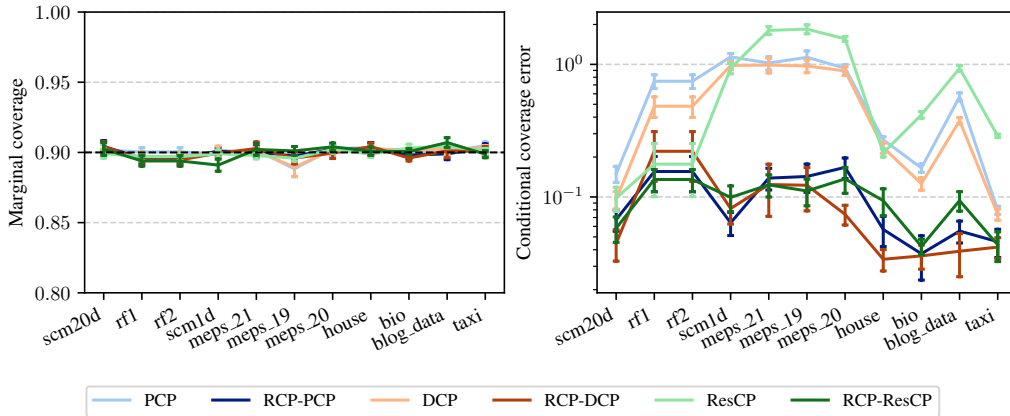 Marginal coverage
1.00
0.95
0.90
0.85
0.80
scm20d
rf1
rf2
scm1d
meps_21
meps_19
meps_20
house
bio
blog_data
taxi
Conditional coverage error
10⁰
10⁻¹
scm20d
rf1
rf2
scm1d
meps_21
meps_19
meps_20
house
bio
blog_data
taxi
PCP RCP-PCP DCP RCP-DCP ResCP RCP-ResCP